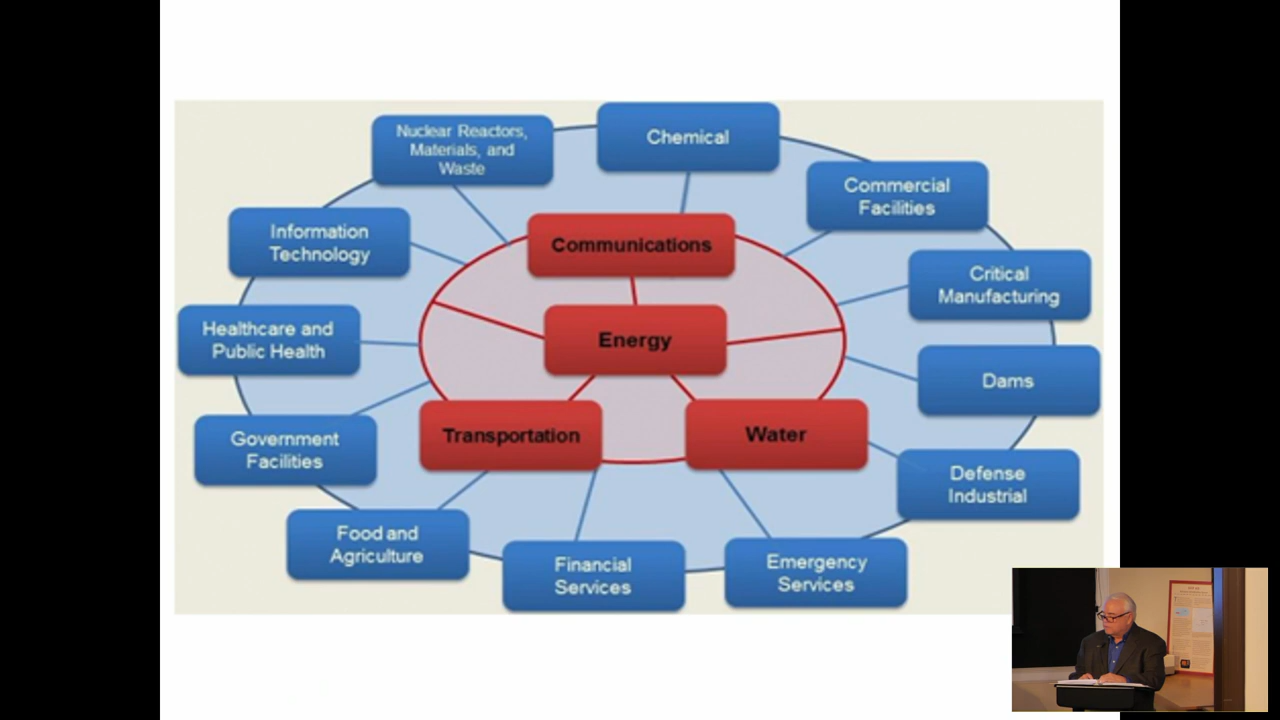 Nuclear Reactors,
Materials, and
Waste
Chemical
Commercial
Facilities
Information
Technology
Communications
Critical
Manufacturing
Healthcare and
Public Health
Energy
Dams
Government
Facilities
Transportation
Water
Defense
Industrial
Food and
Agriculture
Financial
Services
Emergency
Services